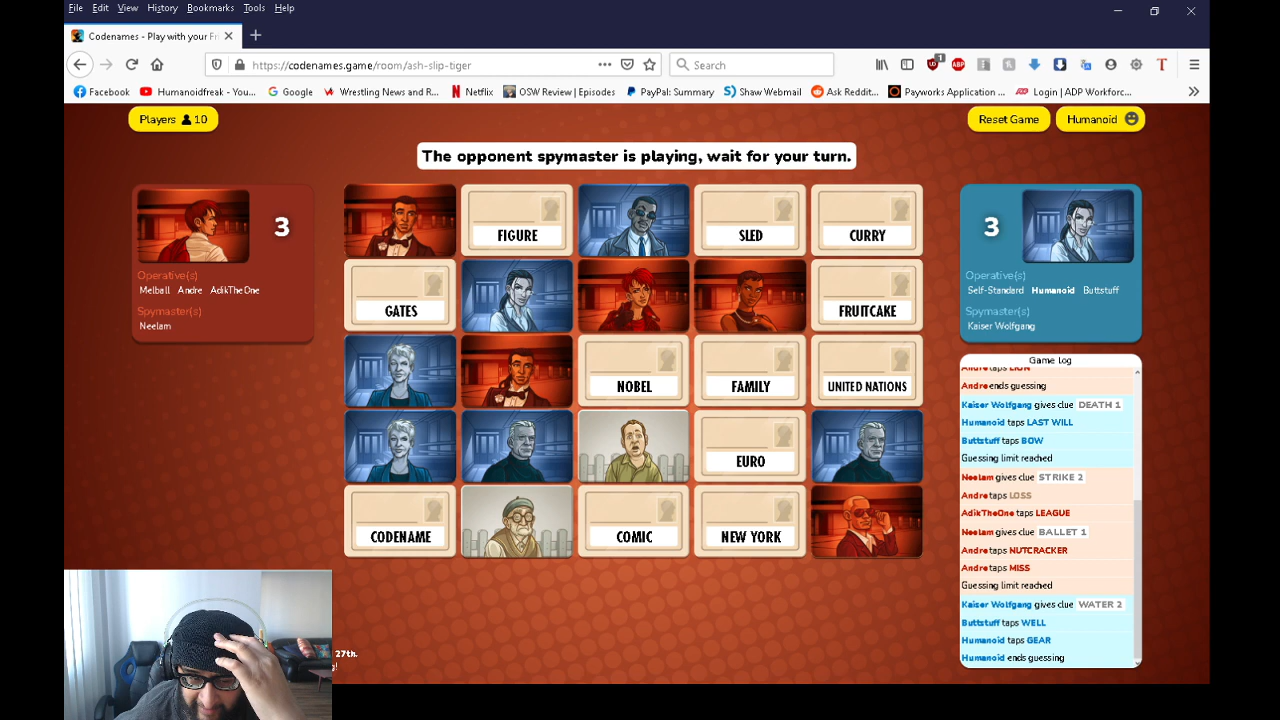 File Edit View History Bookmarks Tools Help
Codenames - Play with your Fri
https://codenames.game/room/ash-slip-tiger
Search
1
ABP
T
Facebook Humanoidfreak - You... Google Wrestling News and R... Netflix OSW Review | Episodes PayPal: Summary Shaw Webmail Ask Reddit... Payworks Application ... Login | ADP Workforc...
Players 10
Reset Game
Humanoid
The opponent spymaster is playing, wait for your turn.
3
Operative(s)
Melball Andre AdikTheOne
Spymaster(s)
Neelam
FIGURE
SLED
CURRY
GATES
FRUITCAKE
NOBEL
FAMILY
UNITED NATIONS
EURO
CODENAME
COMIC
NEW YORK
3
Operative(s)
Self-Standard Humanoid Buttstuff
Spymaster(s)
Kaiser Wolfgang
Game Log
Andre taps LION
Andre ends guessing
Kaiser Wolfgang gives clue DEATH 1
Humanoid taps LAST WILL
Buttstuff taps BOW
Guessing limit reached
Neelam gives clue STRIKE 2
Andre taps LOSS
AdikTheOne taps LEAGUE
Neelam gives clue BALLET 1
Andre taps NUTCRACKER
Andre taps MISS
Guessing limit reached
Kaiser Wolfgang gives clue WATER 2
Buttstuff taps WELL
Humanoid taps GEAR
Humanoid ends guessing
27th.